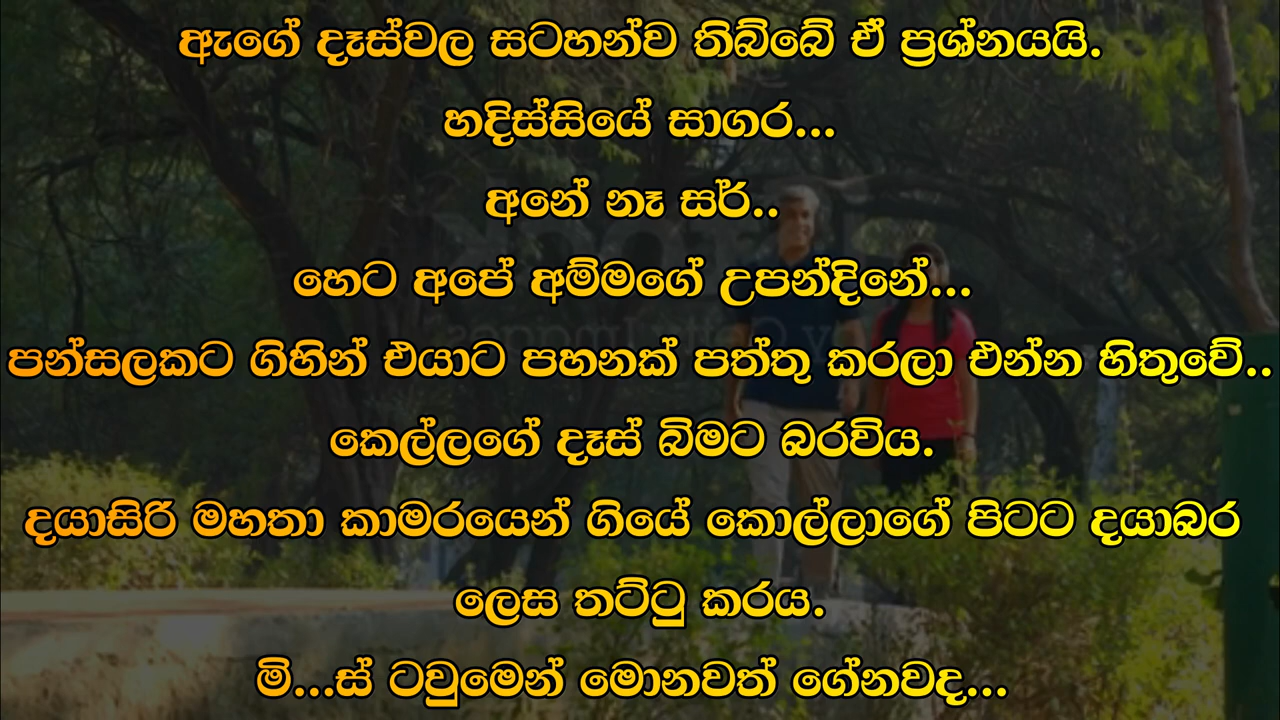 ඇගේ දෑස්වල සටහන්ව තිබ්බේ ඒ ප්‍රශ්නයයි.
හදිස්සියේ සාගර...
අනේ නෑ සර්..
හෙට අපේ අම්මගේ උපන්දිනේ...
පන්සලකට ගිහින් එයාට පහනක් පත්තු කරලා එන්න හිතුවේ..
කෙල්ලගේ දෑස් බිමට බරවිය.
දයාසිරි මහතා කාමරයෙන් ගියේ කොල්ලාගේ පිටට දයාබර
ලෙස තට්ටු කරය.
මි...ස් ටවුමෙන් මොනවත් ගේනවද...